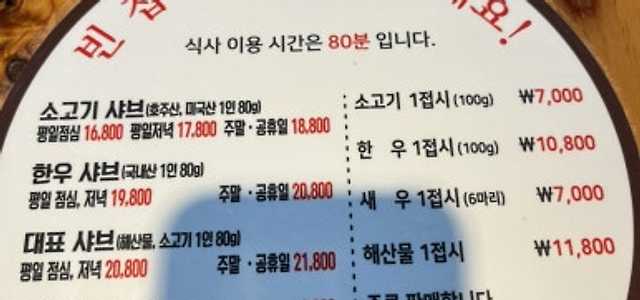 빈 접
요!
식사 이용 시간은 80분 입니다.
소고기 샤브(호주산, 미국산 1인 80g)
평일점심 16,800 평일저녁 17,800 주말·공휴일 18,800
한우 샤브(국내산 1인 80g)
평일 점심, 저녁 19,800 주말·공휴일 20,800
대표 샤브(해산물, 소고기 1인 80g)
평일 점심, 저녁 20,800 주말·공휴일 21,800
소고기 1접시(100g) ₩7,000
한 우 1접시(100g) ₩10,800
새 우 1접시(6마리) ₩7,000
해산물 1접시 ₩11,800